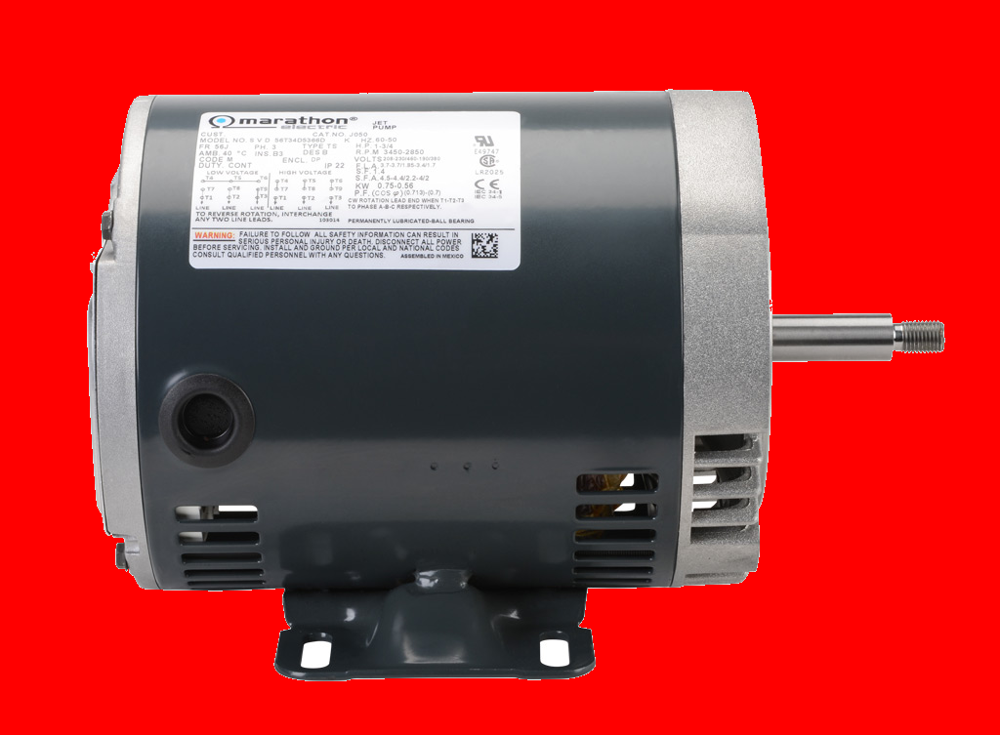 marathon®
electric
JET
PUMP
CUST. CAT NO. J050
MODEL NO. 5 V D 56T34D5366D K HZ. 60-50
FR 56J PH. 3 TYPE TS H.P. 1-3/4
AMB. 40 °C INS. B3 DES B R.P.M 3450-2850
CODE M ENCL. DP VOLTS 208-230/460-190/380
DUTY. CONT IP 22 F.L.A. 3.7-3.7/1.85-3.4/1.7
S.F. 1.4
S.F.A. 4.5-4.4/2.2-4/2
KW 0.75-0.56
P.F.(COS φ) (0.713)-(0.7)
E49747
LR2025
IEC 34-1
IEC 34-5
LOW VOLTAGE HIGH VOLTAGE
T4 T5 T6 T4 T5 T6
T7 T8 T9 T7 T8 T9
T1 T2 T3 T1 T2 T3
LINE LINE LINE LINE LINE LINE
CW ROTATION LEAD END WHEN T1-T2-T3
TO PHASE A-B-C RESPECTIVELY.
TO REVERSE ROTATION, INTERCHANGE
ANY TWO LINE LEADS.
PERMANENTLY LUBRICATED-BALL BEARING
WARNING: FAILURE TO FOLLOW ALL SAFETY INFORMATION CAN RESULT IN
SERIOUS PERSONAL INJURY OR DEATH. DISCONNECT ALL POWER
BEFORE SERVICING. INSTALL AND GROUND PER LOCAL AND NATIONAL CODES
CONSULT QUALIFIED PERSONNEL WITH ANY QUESTIONS. ASSEMBLED IN MEXICO